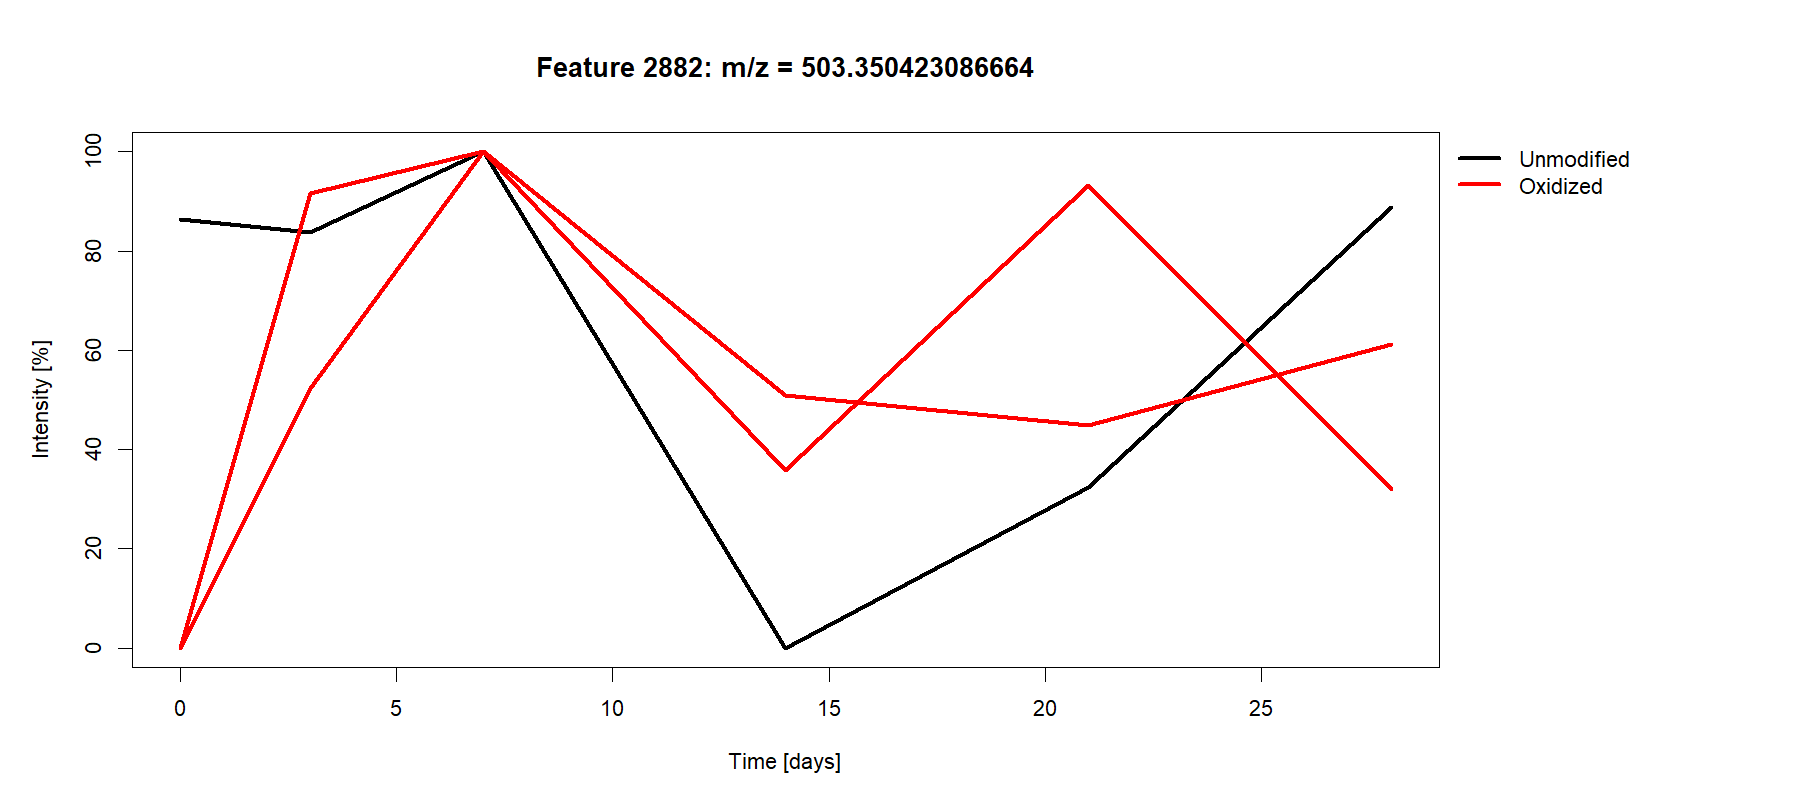 Feature 2882: m/z = 503.350423086664
Unmodified
Oxidized
Intensity [%]
100
80
60
40
20
0
0 5 10 15 20 25
Time [days]